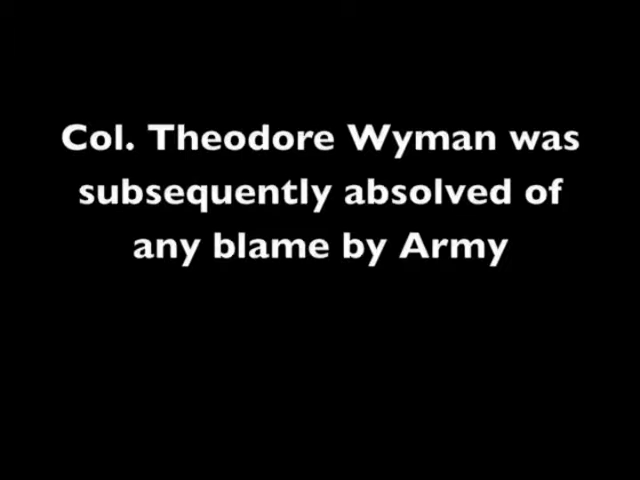 Col. Theodore Wyman was
subsequently absolved of
any blame by Army